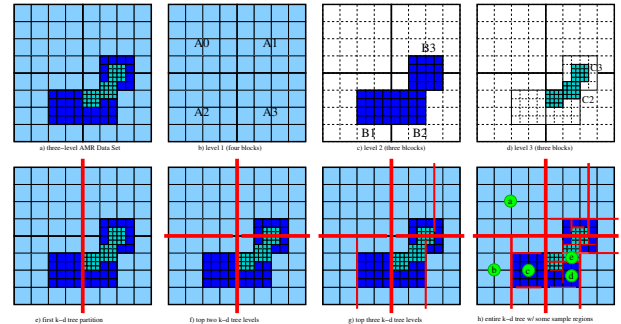 A0 A1
A2 A3
B3
B1 B2
C3
C2
a) three-level AMR Data Set
b) level 1 (four blocks)
c) level 2 (three blcocks)
d) level 3 (three blocks)
a
b
c
e
d
e) first k-d tree partition
f) top two k-d tree levels
g) top three k-d tree levels
h) entire k-d tree w/ some sample regions